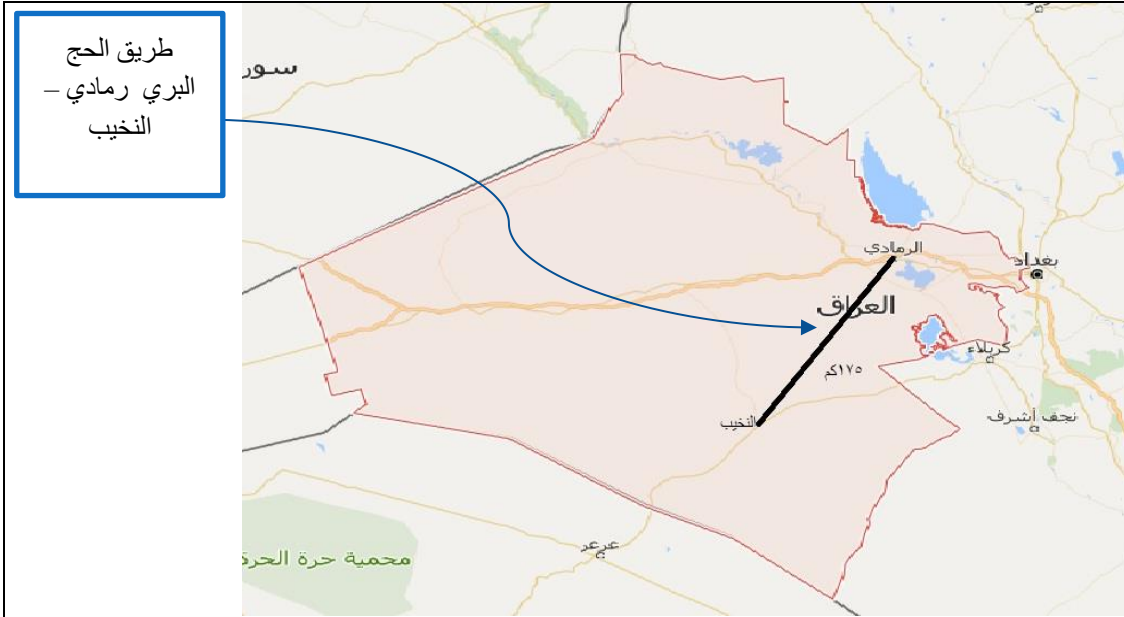 طريق الحج
البري رمادي –
النخيب
سور
الرمادي
بغداد
العراق
كربلاء
١٧٥كم
النخيب
نجف أشرف
عرعر
محمية حرة الحرة